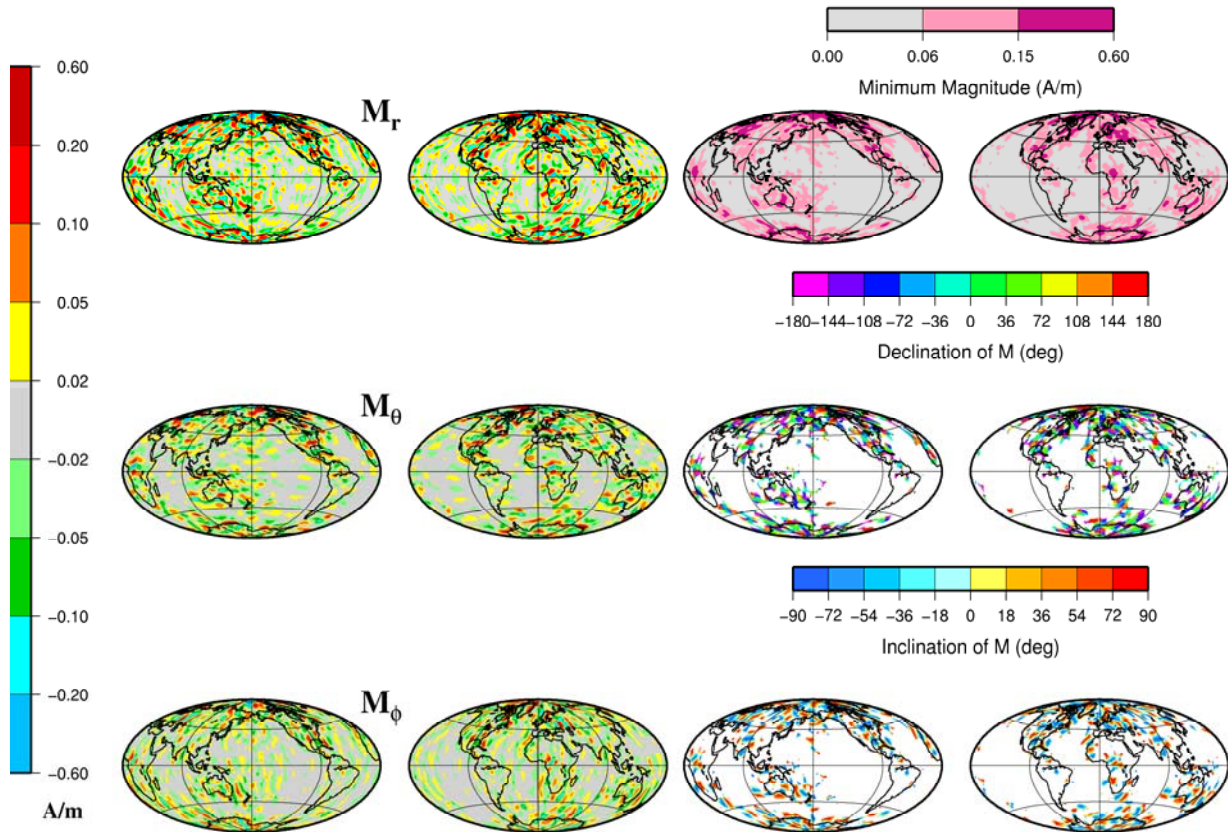 0.60
0.20
0.10
0.05
0.02
−0.02
−0.05
−0.10
−0.20
−0.60
A/m
M_r
M_θ
M_ϕ
0.00 0.06 0.15 0.60
Minimum Magnitude (A/m)
−180 −144 −108 −72 −36 0 36 72 108 144 180
Declination of M (deg)
−90 −72 −54 −36 −18 0 18 36 54 72 90
Inclination of M (deg)